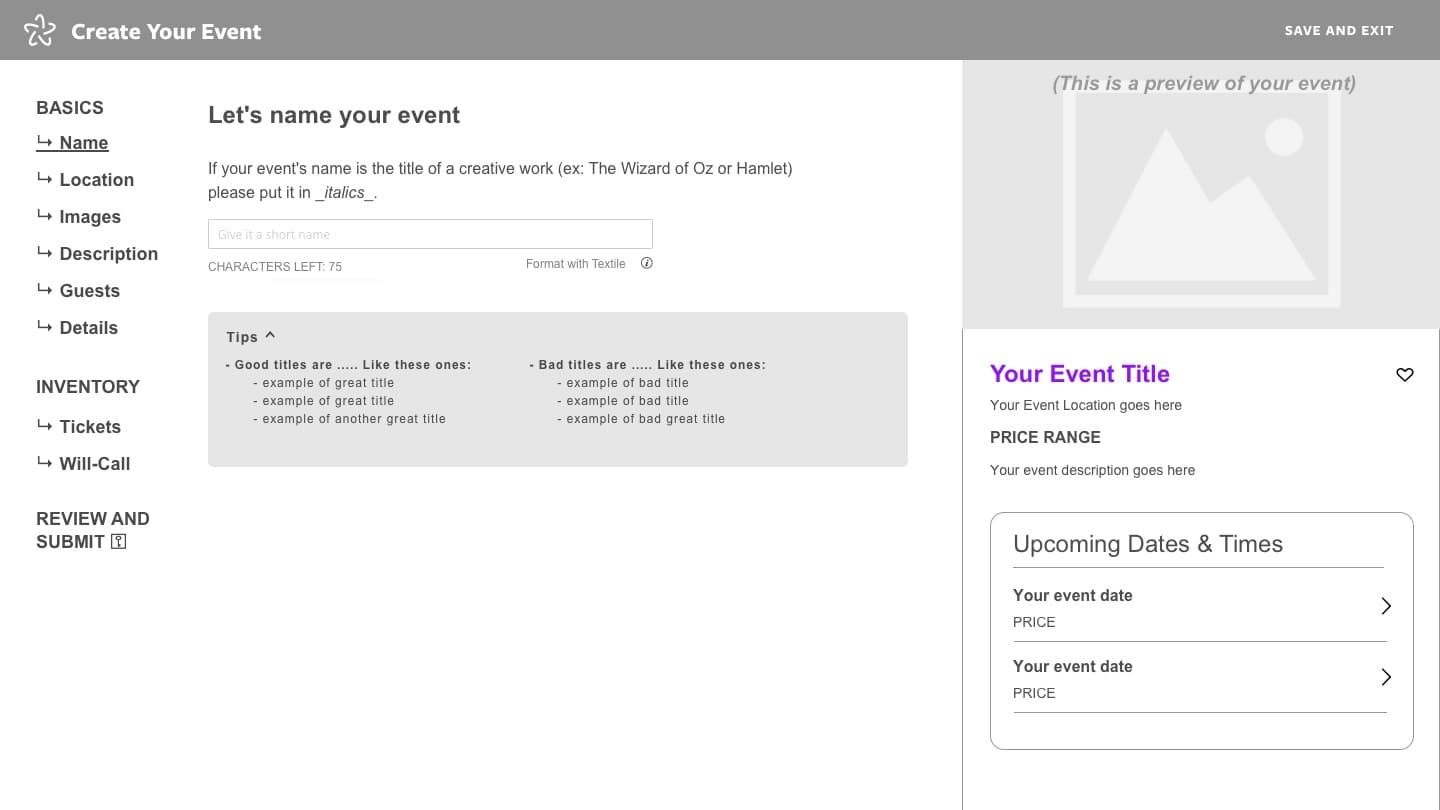 Create Your Event
SAVE AND EXIT
BASICS
Name
Location
Images
Description
Guests
Details
INVENTORY
Tickets
Will-Call
REVIEW AND
SUBMIT
Let's name your event
If your event's name is the title of a creative work (ex: The Wizard of Oz or Hamlet)
please put it in _italics_.
Give it a short name
CHARACTERS LEFT: 75
Format with Textile
Tips
- Good titles are ..... Like these ones:
- example of great title
- example of great title
- example of another great title
- Bad titles are ..... Like these ones:
- example of bad title
- example of bad title
- example of bad great title
(This is a preview of your event)
Your Event Title
Your Event Location goes here
PRICE RANGE
Your event description goes here
Upcoming Dates & Times
Your event date
PRICE
Your event date
PRICE